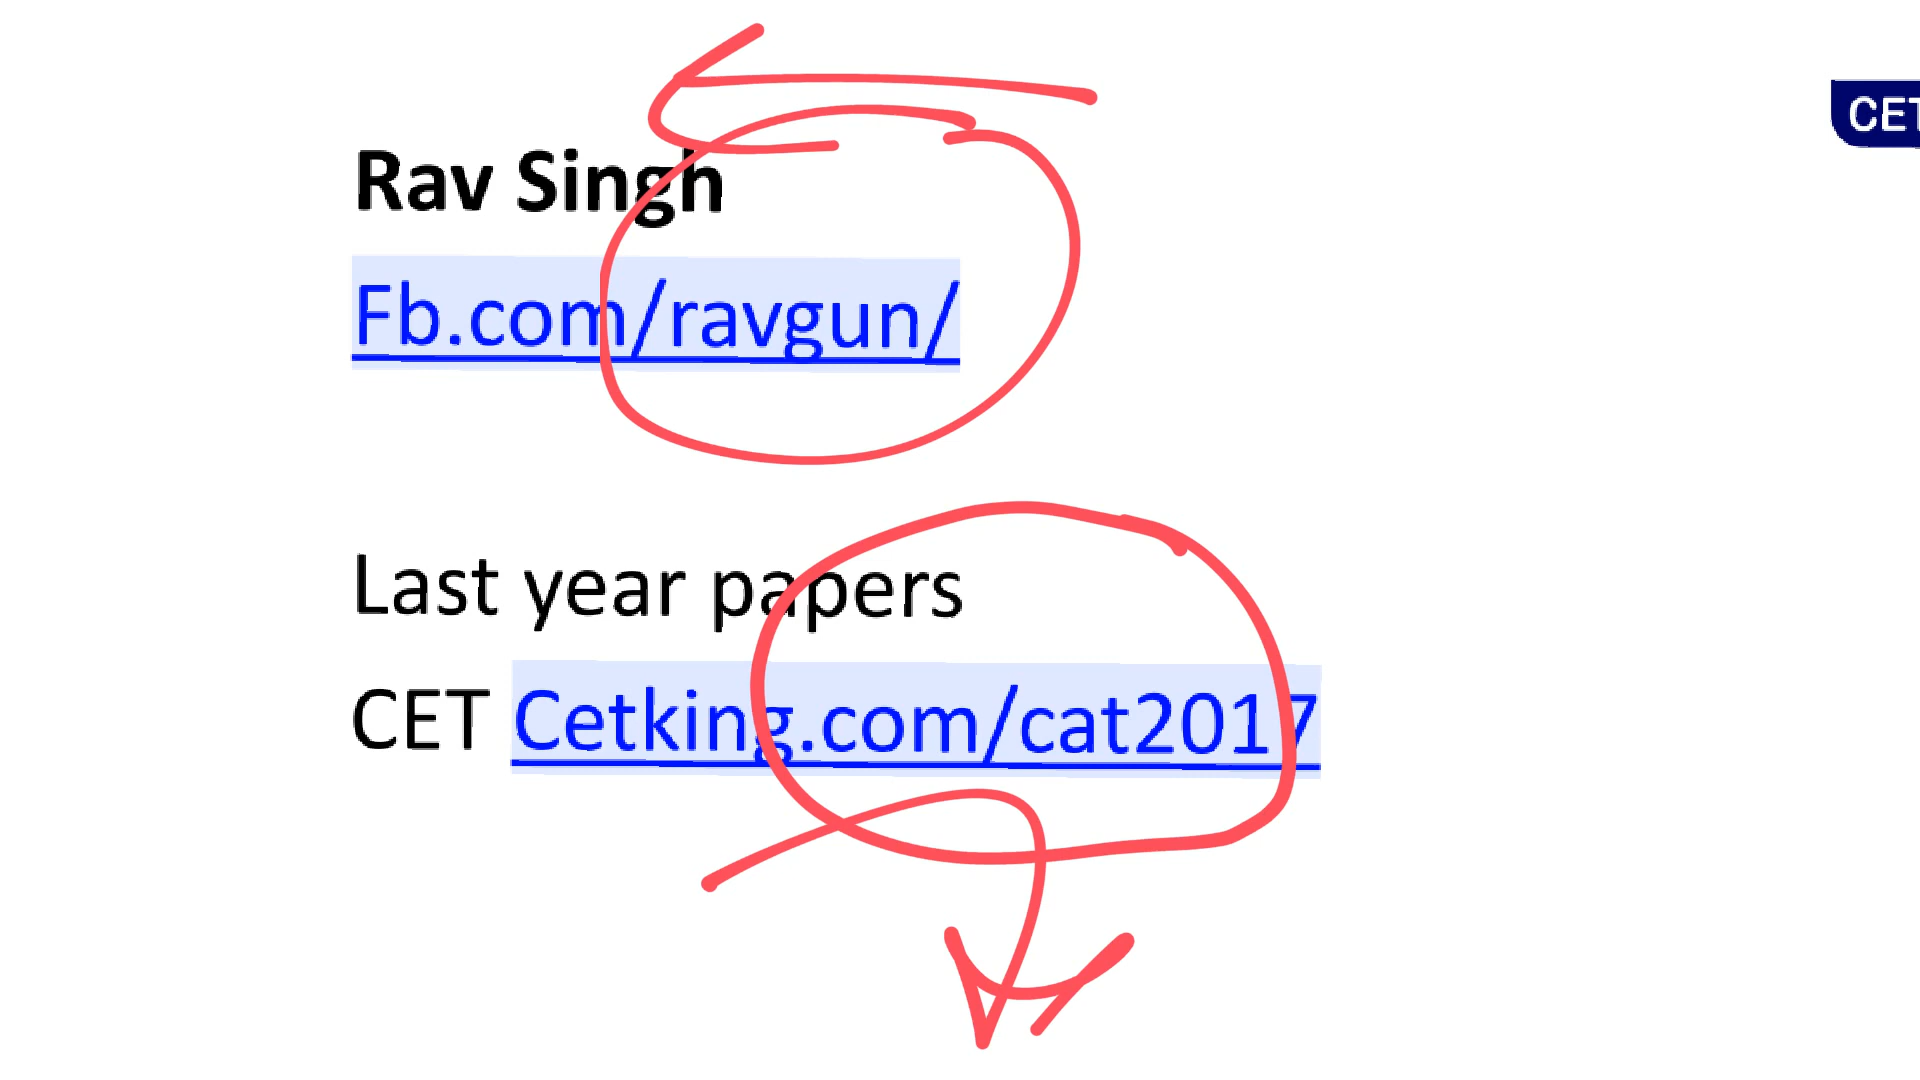 Rav Singh
Fb.com/ravgun/
Last year papers
CET Cetking.com/cat2017
CET